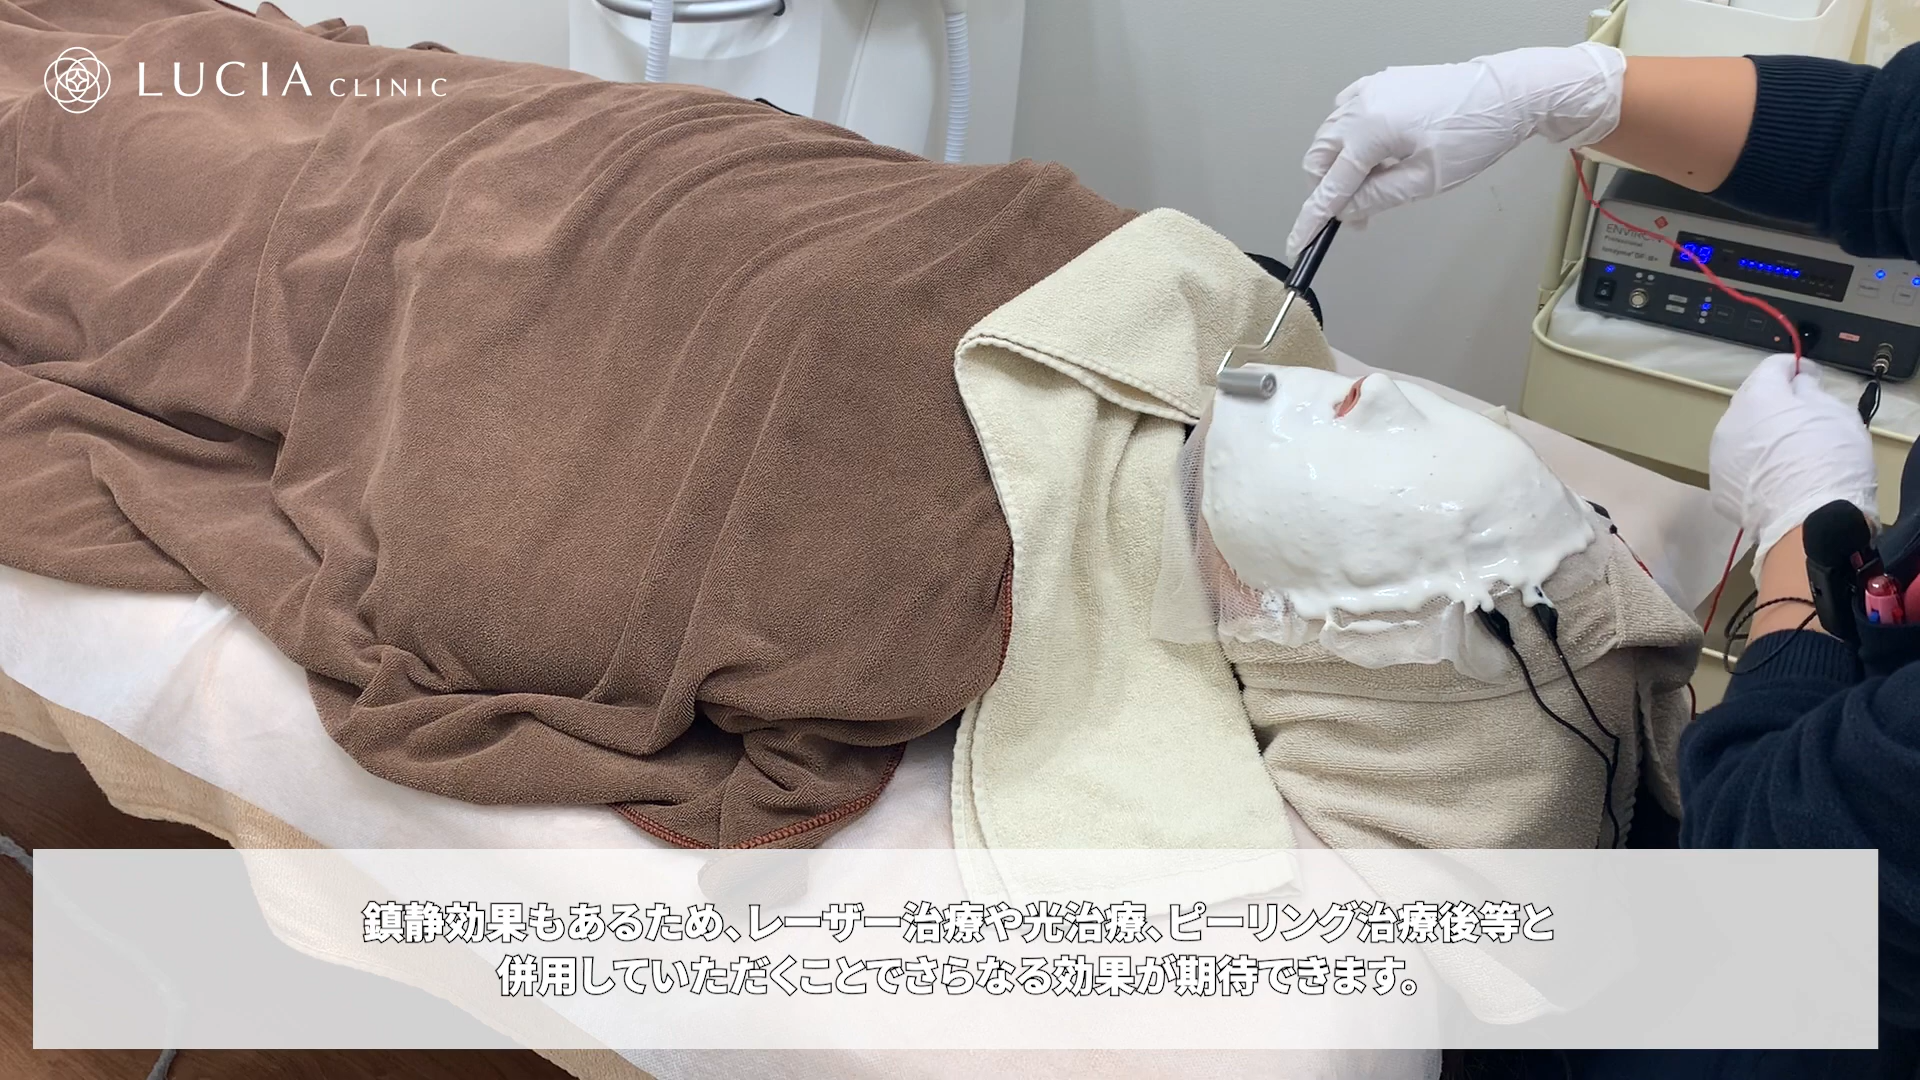 LUCIA CLINIC
ENVIRON
Professional
鎮静効果もあるため、レーザー治療や光治療、ピーリング治療後等と
併用していただくことでさらなる効果が期待できます。